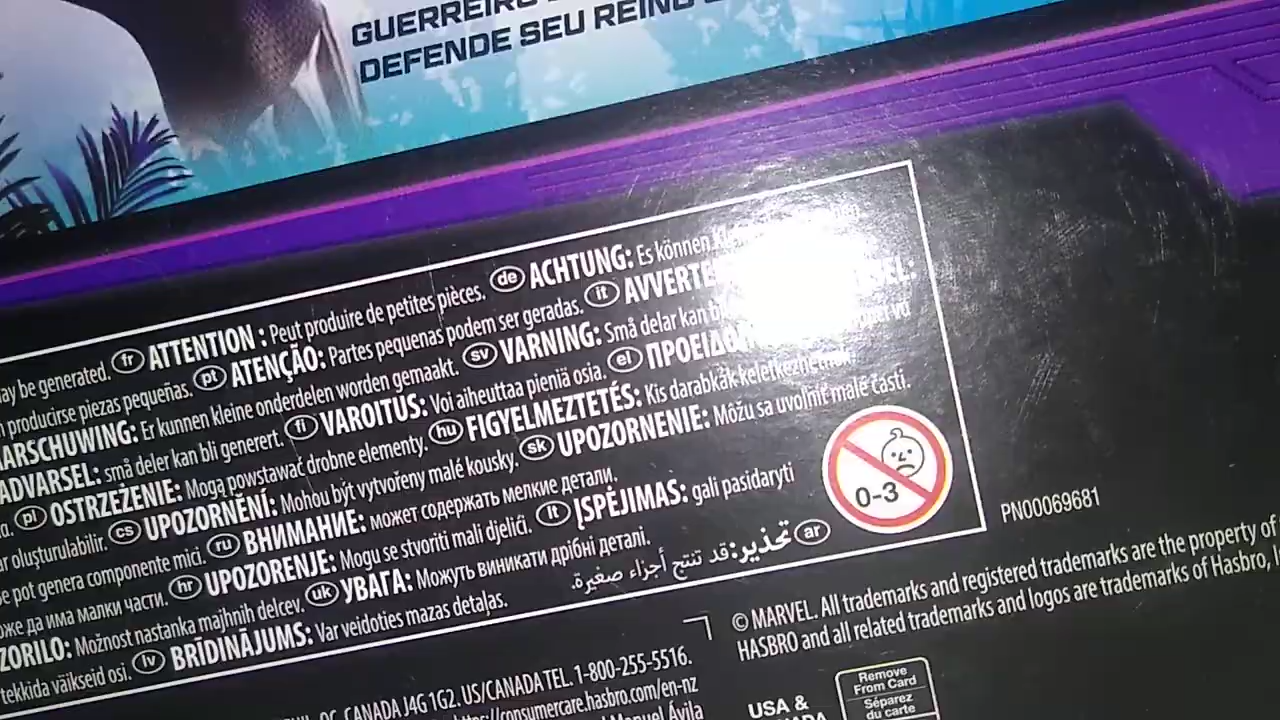 GUERREIRO
DEFENDE SEU REINO
may be generated. fr ATTENTION : Peut produire de petites pièces. de ACHTUNG: Es können
producirse piezas pequeñas. pt ATENÇÃO: Partes pequenas podem ser geradas. it
Er kunnen kleine onderdelen worden gemaakt. sv VARNING: Små delar kan
ADVARSEL: små deler kan bli generert. fi VAROITUS: Voi aiheuttaa pieniä osia. el
pl OSTRZEŻENIE: Mogą powstawać drobne elementy. hu FIGYELMEZTETÉS: Kis darabkák keletkezhetnek.
oluşturulabilir. cs UPOZORNĚNÍ: Mohou být vytvořeny malé kousky. sk UPOZORNENIE: Môžu sa uvoľniť malé časti.
pot genera componente mici. ru ВНИМАНИЕ: может содержать мелкие детали.
да има малки части. hr UPOZORENJE: Mogu se stvoriti mali djelići. lt ĮSPĖJIMAS: gali pasidaryti
Možnost nastanka majhnih delcev. uk УВАГА: Можуть виникати дрібні деталі. ar تحذير: قد تنتج أجزاء صغيرة.
tekkida väikseid osi. lv BRĪDINĀJUMS: Var veidoties mazas detaļas.
0-3
PN00069681
© MARVEL. All trademarks and registered trademarks are the property of
HASBRO and all related trademarks and logos are trademarks of Hasbro,
QC CANADA J4G 1G2. US/CANADA TEL. 1-800-255-5516.
https://consumercare.hasbro.com/en-nz
Manuel Ávila
USA &
Remove
From Card
Séparez
du carte